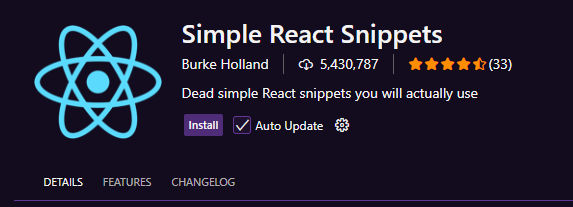 Simple React Snippets
Burke Holland 5,430,787 (33)
Dead simple React snippets you will actually use
Install Auto Update
DETAILS FEATURES CHANGELOG